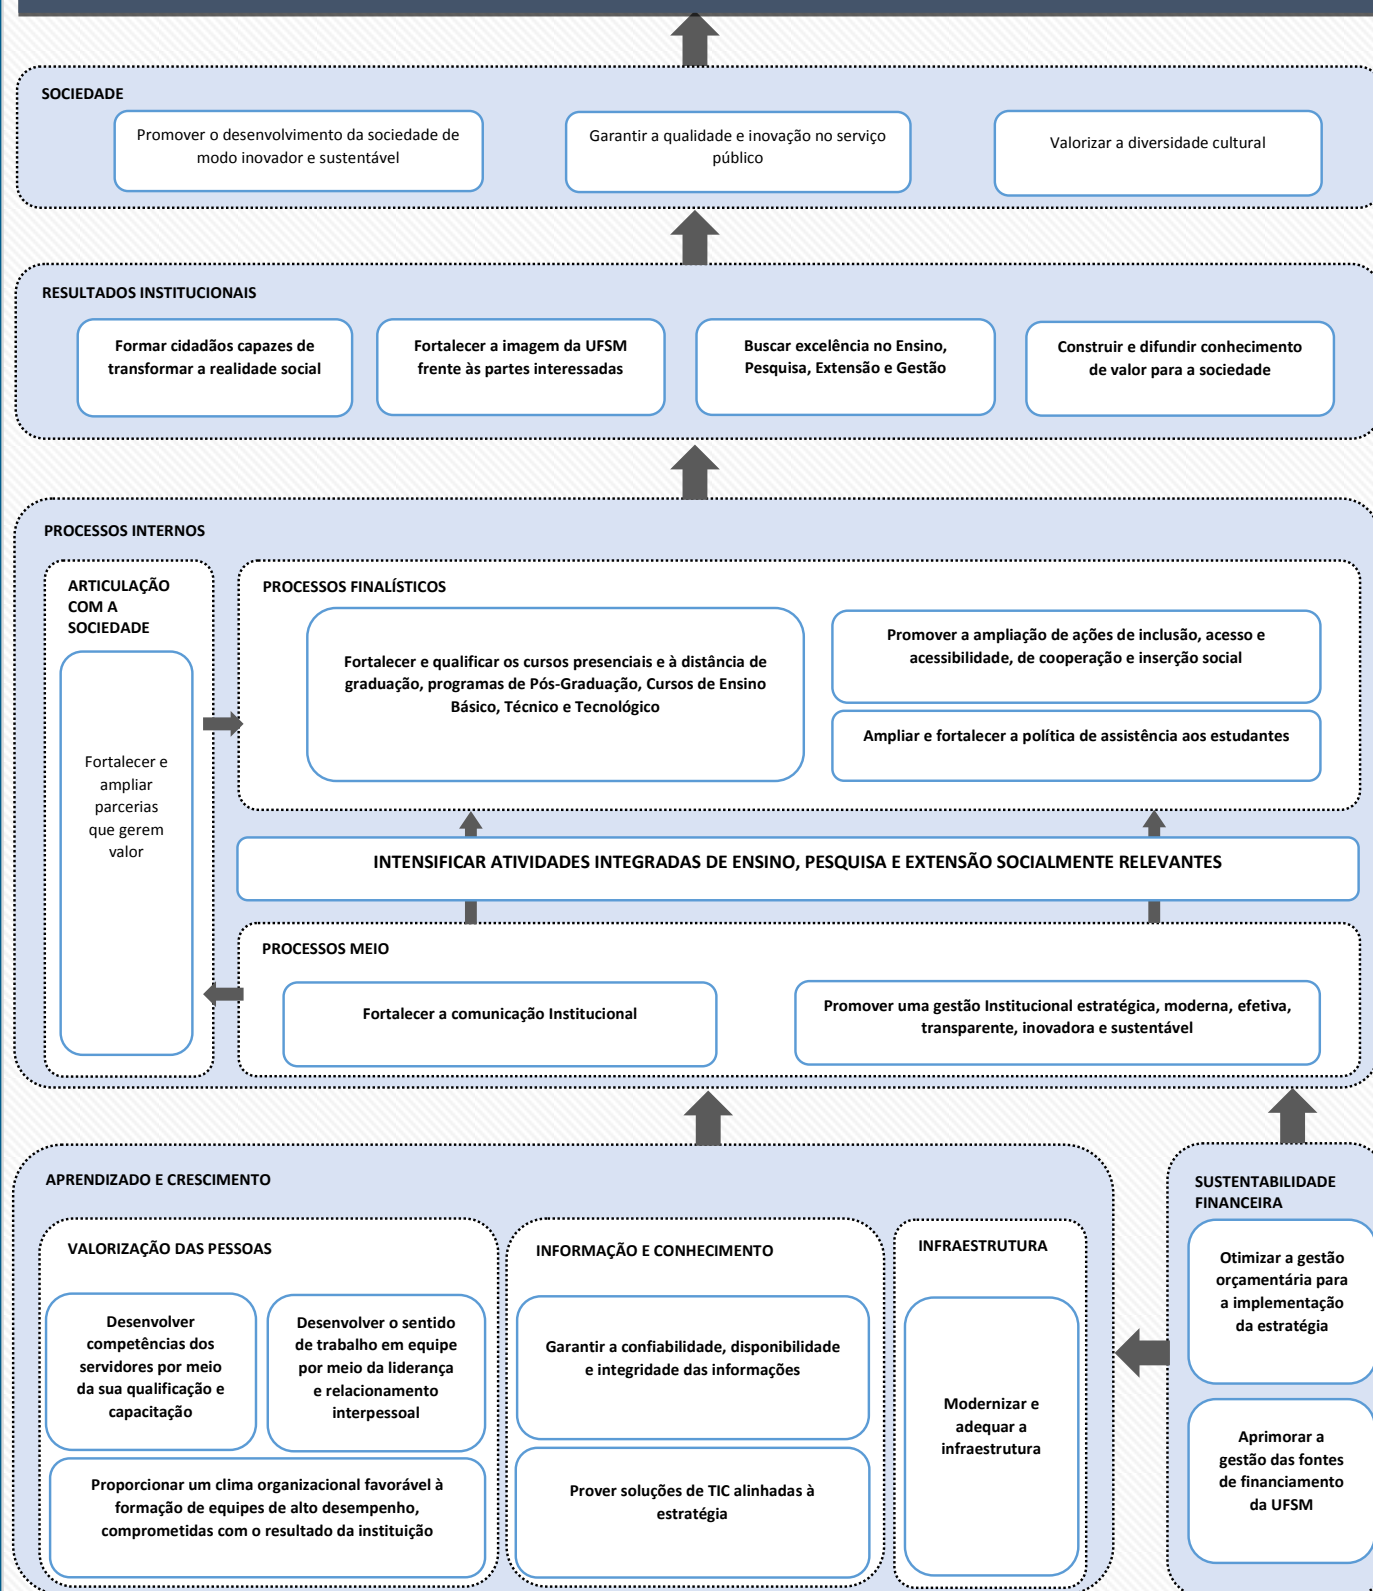 SOCIEDADE
Promover o desenvolvimento da sociedade de
modo inovador e sustentável
Garantir a qualidade e inovação no serviço
público
Valorizar a diversidade cultural
RESULTADOS INSTITUCIONAIS
Formar cidadãos capazes de
transformar a realidade social
Fortalecer a imagem da UFSM
frente às partes interessadas
Buscar excelência no Ensino,
Pesquisa, Extensão e Gestão
Construir e difundir conhecimento
de valor para a sociedade
PROCESSOS INTERNOS
ARTICULAÇÃO
COM A
SOCIEDADE
Fortalecer e
ampliar
parcerias
que gerem
valor
PROCESSOS FINALÍSTICOS
Fortalecer e qualificar os cursos presenciais e à distância de
graduação, programas de Pós-Graduação, Cursos de Ensino
Básico, Técnico e Tecnológico
Promover a ampliação de ações de inclusão, acesso e
acessibilidade, de cooperação e inserção social
Ampliar e fortalecer a política de assistência aos estudantes
INTENSIFICAR ATIVIDADES INTEGRADAS DE ENSINO, PESQUISA E EXTENSÃO SOCIALMENTE RELEVANTES
PROCESSOS MEIO
Fortalecer a comunicação Institucional
Promover uma gestão Institucional estratégica, moderna, efetiva,
transparente, inovadora e sustentável
APRENDIZADO E CRESCIMENTO
VALORIZAÇÃO DAS PESSOAS
Desenvolver
competências dos
servidores por meio
da sua qualificação e
capacitação
Desenvolver o sentido
de trabalho em equipe
por meio da liderança
e relacionamento
interpessoal
Proporcionar um clima organizacional favorável à
formação de equipes de alto desempenho,
comprometidas com o resultado da instituição
INFORMAÇÃO E CONHECIMENTO
Garantir a confiabilidade, disponibilidade
e integridade das informações
Prover soluções de TIC alinhadas à
estratégia
INFRAESTRUTURA
Modernizar e
adequar a
infraestrutura
SUSTENTABILIDADE
FINANCEIRA
Otimizar a gestão
orçamentária para
a implementação
da estratégia
Aprimorar a
gestão das fontes
de financiamento
da UFSM